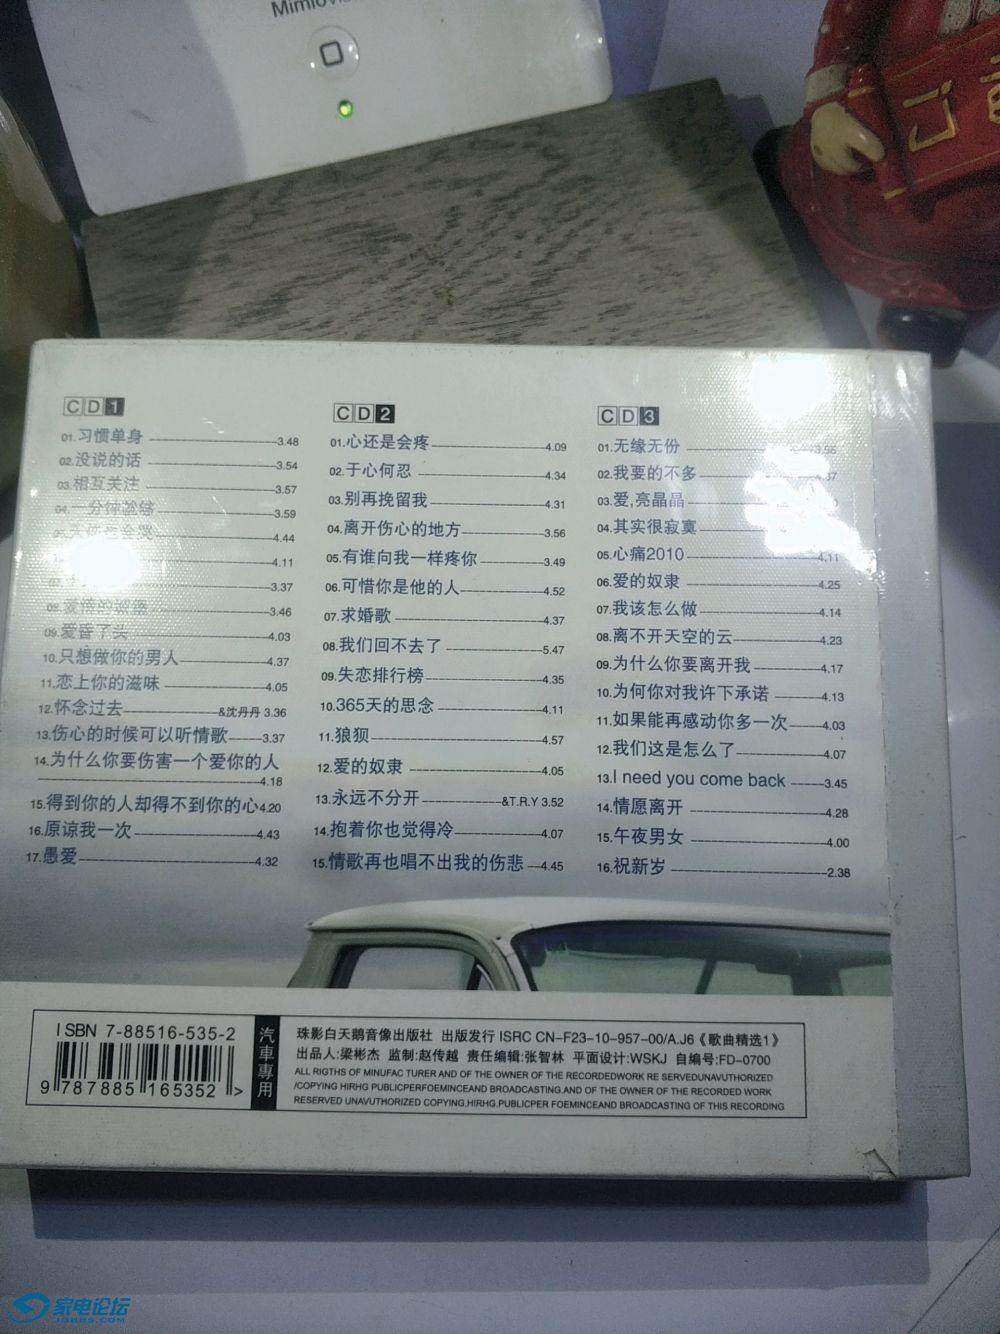 CD1
01.习惯单身 3.48
02.没说的话 3.54
03.相互关注 3.57
04.一分钟 3.59
4.44
4.11
3.37
3.46
09.爱昏了头 4.03
10.只想做你的男人 4.37
11.恋上你的滋味 4.05
12.怀念过去 &沈丹丹 3.36
13.伤心的时候可以听情歌 3.37
14.为什么你要伤害一个爱你的人
4.18
15.得到你的人却得不到你的心4.20
16.原谅我一次 4.43
17.愚爱 4.32
CD2
01.心还是会疼 4.09
02.于心何忍 4.34
03.别再挽留我 4.31
04.离开伤心的地方 3.56
05.有谁向我一样疼你 3.49
06.可惜你是他的人 4.52
07.求婚歌 4.37
08.我们回不去了 5.47
09.失恋排行榜 4.35
10.365天的思念 4.11
11.狼狈 4.57
12.爱的奴隶 4.05
13.永远不分开 &T.R.Y 3.52
14.抱着你也觉得冷 4.07
15.情歌再也唱不出我的伤悲 4.45
CD3
01.无缘无份 3.56
02.我要的不多
03.爱,亮晶晶
04.其实很寂寞
05.心痛2010 4.11
06.爱的奴隶 4.25
07.我该怎么做 4.14
08.离不开天空的云 4.23
09.为什么你要离开我 4.17
10.为何你对我许下承诺 4.13
11.如果能再感动你多一次 4.03
12.我们这是怎么了 4.07
13.I need you come back 3.45
14.情愿离开 4.28
15.午夜男女 4.00
16.祝新岁 2.38
ISBN 7-88516-535-2
9 787885 165352 >
汽車專用
珠影白天鹅音像出版社 出版发行 ISRC CN-F23-10-957-00/A.J6《歌曲精选1》
出品人:梁彬杰 监制:赵传越 责任编辑:张智林 平面设计:WSKJ 自编号:FD-0700
ALL RIGTHS OF MINUFAC TURER AND OF THE OWNER OF THE RECORDEDWORK RE SERVEDUNAVUTHORIZED
/COPYING HIRHG PUBLICPERFOEMINCEAND BROADCASTING.AND OF THE OWNER OF THE RECORDED WORK
RESERVED UNAVUTHORIZED COPYING,HIRHG.PUBLICPER FOEMINCEAND BROADCASTING OF THIS RECORDING
家电论坛
JDBBS.COM